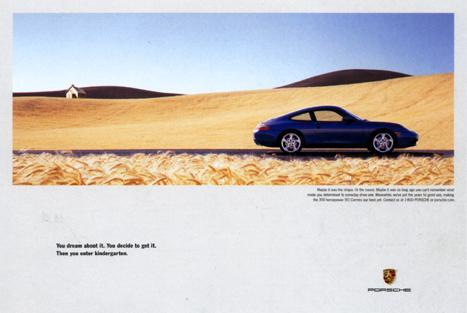 Maybe it was the shape. Or the sound. Maybe it was so long ago you can't remember what
made you determined to someday drive one. Meanwhile, we've put the years to good use, making
the 300 horsepower 911 Carrera our best yet. Contact us at 1-800-PORSCHE or porsche.com.
You dream about it. You decide to get it.
Then you enter kindergarten.
PORSCHE